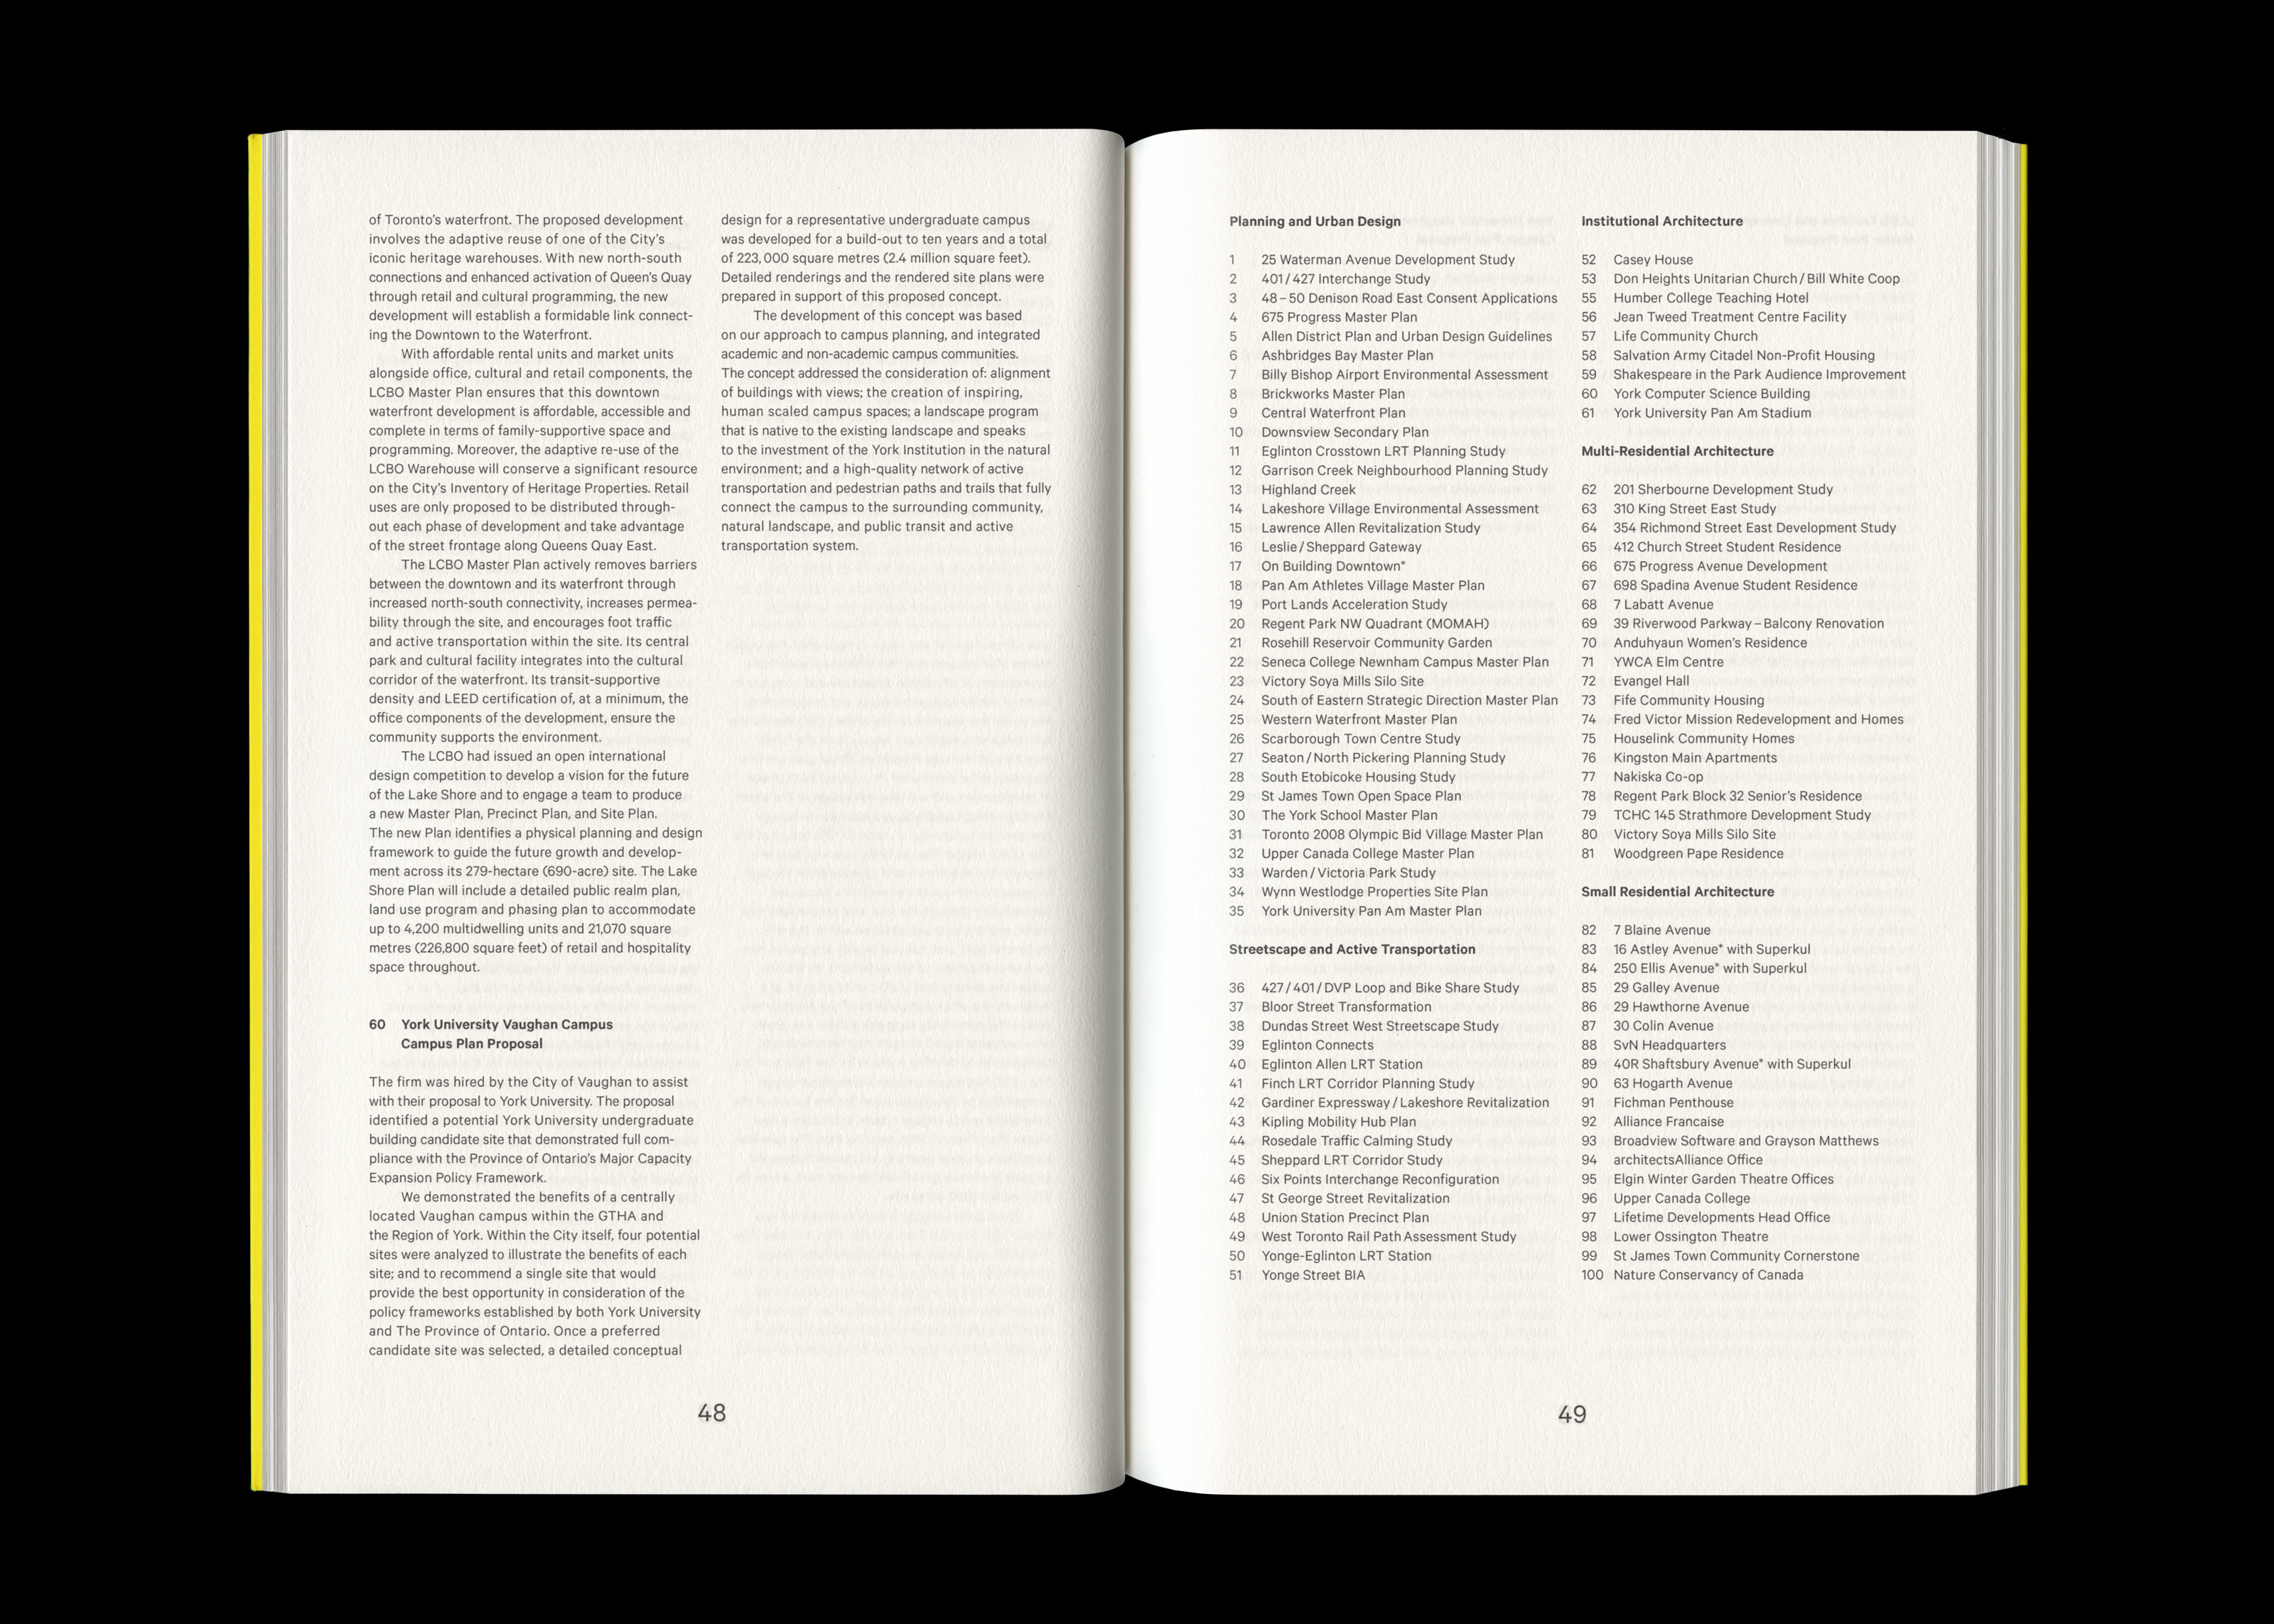 of Toronto’s waterfront. The proposed development
involves the adaptive reuse of one of the City’s
iconic heritage warehouses. With new north-south
connections and enhanced activation of Queen’s Quay
through retail and cultural programming, the new
development will establish a formidable link connect-
ing the Downtown to the Waterfront.
With affordable rental units and market units
alongside office, cultural and retail components, the
LCBO Master Plan ensures that this downtown
waterfront development is affordable, accessible and
complete in terms of family-supportive space and
programming. Moreover, the adaptive re-use of the
LCBO Warehouse will conserve a significant resource
on the City’s Inventory of Heritage Properties. Retail
uses are only proposed to be distributed through-
out each phase of development and take advantage
of the street frontage along Queens Quay East.
The LCBO Master Plan actively removes barriers
between the downtown and its waterfront through
increased north-south connectivity, increases permea-
bility through the site, and encourages foot traffic
and active transportation within the site. Its central
park and cultural facility integrates into the cultural
corridor of the waterfront. Its transit-supportive
density and LEED certification of, at a minimum, the
office components of the development, ensure the
community supports the environment.
The LCBO had issued an open international
design competition to develop a vision for the future
of the Lake Shore and to engage a team to produce
a new Master Plan, Precinct Plan, and Site Plan.
The new Plan identifies a physical planning and design
framework to guide the future growth and develop-
ment across its 279-hectare (690-acre) site. The Lake
Shore Plan will include a detailed public realm plan,
land use program and phasing plan to accommodate
up to 4,200 multidwelling units and 21,070 square
metres (226,800 square feet) of retail and hospitality
space throughout.
60 York University Vaughan Campus
Campus Plan Proposal
The firm was hired by the City of Vaughan to assist
with their proposal to York University. The proposal
identified a potential York University undergraduate
building candidate site that demonstrated full com-
pliance with the Province of Ontario’s Major Capacity
Expansion Policy Framework.
We demonstrated the benefits of a centrally
located Vaughan campus within the GTHA and
the Region of York. Within the City itself, four potential
sites were analyzed to illustrate the benefits of each
site; and to recommend a single site that would
provide the best opportunity in consideration of the
policy frameworks established by both York University
and The Province of Ontario. Once a preferred
candidate site was selected, a detailed conceptual
design for a representative undergraduate campus
was developed for a build-out to ten years and a total
of 223,000 square metres (2.4 million square feet).
Detailed renderings and the rendered site plans were
prepared in support of this proposed concept.
The development of this concept was based
on our approach to campus planning, and integrated
academic and non-academic campus communities.
The concept addressed the consideration of: alignment
of buildings with views; the creation of inspiring,
human scaled campus spaces; a landscape program
that is native to the existing landscape and speaks
to the investment of the York Institution in the natural
environment; and a high-quality network of active
transportation and pedestrian paths and trails that fully
connect the campus to the surrounding community,
natural landscape, and public transit and active
transportation system.
48
Planning and Urban Design
1 25 Waterman Avenue Development Study
2 401/427 Interchange Study
3 48–50 Denison Road East Consent Applications
4 675 Progress Master Plan
5 Allen District Plan and Urban Design Guidelines
6 Ashbridges Bay Master Plan
7 Billy Bishop Airport Environmental Assessment
8 Brickworks Master Plan
9 Central Waterfront Plan
10 Downsview Secondary Plan
11 Eglinton Crosstown LRT Planning Study
12 Garrison Creek Neighbourhood Planning Study
13 Highland Creek
14 Lakeshore Village Environmental Assessment
15 Lawrence Allen Revitalization Study
16 Leslie/Sheppard Gateway
17 On Building Downtown*
18 Pan Am Athletes Village Master Plan
19 Port Lands Acceleration Study
20 Regent Park NW Quadrant (MOMAH)
21 Rosehill Reservoir Community Garden
22 Seneca College Newnham Campus Master Plan
23 Victory Soya Mills Silo Site
24 South of Eastern Strategic Direction Master Plan
25 Western Waterfront Master Plan
26 Scarborough Town Centre Study
27 Seaton/North Pickering Planning Study
28 South Etobicoke Housing Study
29 St James Town Open Space Plan
30 The York School Master Plan
31 Toronto 2008 Olympic Bid Village Master Plan
32 Upper Canada College Master Plan
33 Warden/Victoria Park Study
34 Wynn Westlodge Properties Site Plan
35 York University Pan Am Master Plan
Streetscape and Active Transportation
36 427/401/DVP Loop and Bike Share Study
37 Bloor Street Transformation
38 Dundas Street West Streetscape Study
39 Eglinton Connects
40 Eglinton Allen LRT Station
41 Finch LRT Corridor Planning Study
42 Gardiner Expressway/Lakeshore Revitalization
43 Kipling Mobility Hub Plan
44 Rosedale Traffic Calming Study
45 Sheppard LRT Corridor Study
46 Six Points Interchange Reconfiguration
47 St George Street Revitalization
48 Union Station Precinct Plan
49 West Toronto Rail Path Assessment Study
50 Yonge-Eglinton LRT Station
51 Yonge Street BIA
Institutional Architecture
52 Casey House
53 Don Heights Unitarian Church/Bill White Coop
55 Humber College Teaching Hotel
56 Jean Tweed Treatment Centre Facility
57 Life Community Church
58 Salvation Army Citadel Non-Profit Housing
59 Shakespeare in the Park Audience Improvement
60 York Computer Science Building
61 York University Pan Am Stadium
Multi-Residential Architecture
62 201 Sherbourne Development Study
63 310 King Street East Study
64 354 Richmond Street East Development Study
65 412 Church Street Student Residence
66 675 Progress Avenue Development
67 698 Spadina Avenue Student Residence
68 7 Labatt Avenue
69 39 Riverwood Parkway–Balcony Renovation
70 Anduhyaun Women’s Residence
71 YWCA Elm Centre
72 Evangel Hall
73 Fife Community Housing
74 Fred Victor Mission Redevelopment and Homes
75 Houselink Community Homes
76 Kingston Main Apartments
77 Nakiska Co-op
78 Regent Park Block 32 Senior’s Residence
79 TCHC 145 Strathmore Development Study
80 Victory Soya Mills Silo Site
81 Woodgreen Pape Residence
Small Residential Architecture
82 7 Blaine Avenue
83 16 Astley Avenue* with Superkul
84 250 Ellis Avenue* with Superkul
85 29 Galley Avenue
86 29 Hawthorne Avenue
87 30 Colin Avenue
88 SvN Headquarters
89 40R Shaftsbury Avenue* with Superkul
90 63 Hogarth Avenue
91 Fichman Penthouse
92 Alliance Francaise
93 Broadview Software and Grayson Matthews
94 architectsAlliance Office
95 Elgin Winter Garden Theatre Offices
96 Upper Canada College
97 Lifetime Developments Head Office
98 Lower Ossington Theatre
99 St James Town Community Cornerstone
100 Nature Conservancy of Canada
49